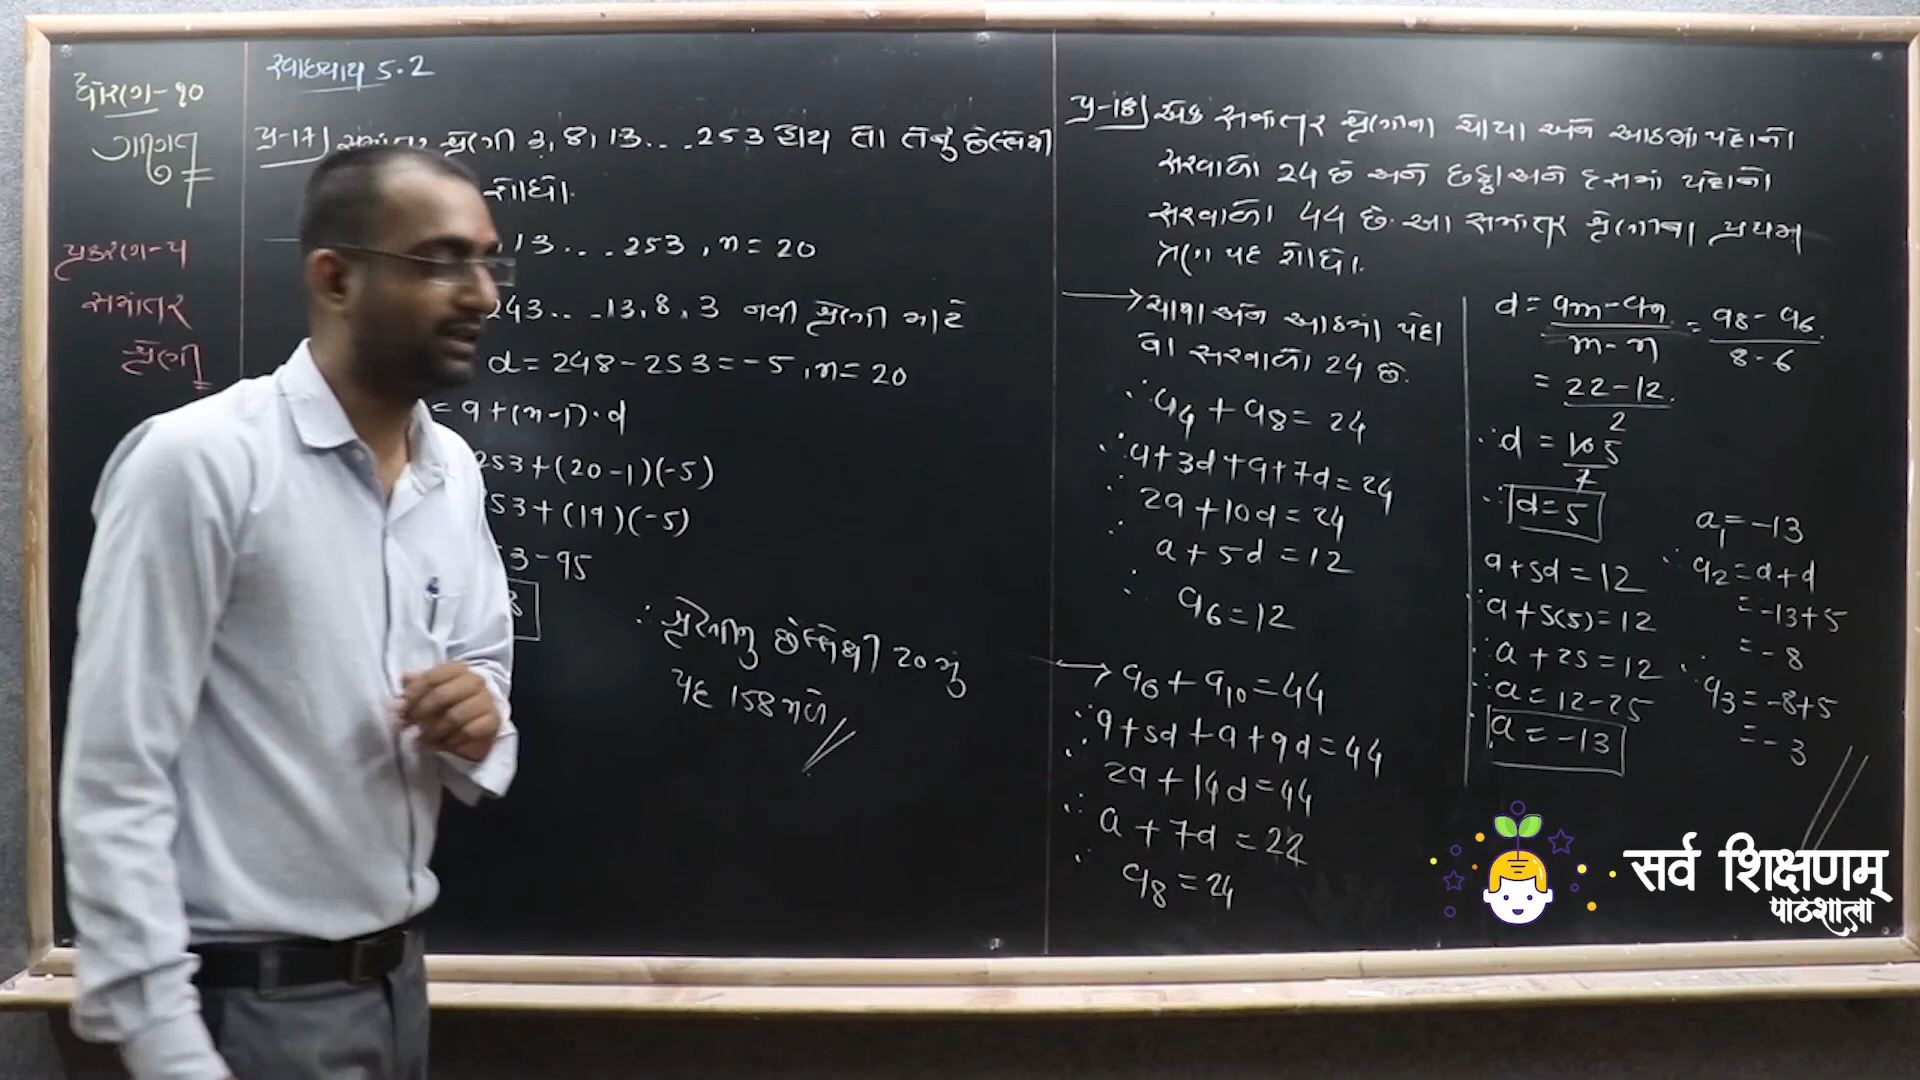 સ્વાધ્યાય 5.2
ધોરણ-૧૦
ગણિત
પ્રકરણ-૫
સમાંતર
શ્રેણી
પ્ર-17) સમાંતર શ્રેણી 3, 8, 13... .253 હોય તો તેનું છેલ્લેથી
શોધો.
13... .253, n = 20
243.. .13, 8, 3 નવી શ્રેણી માટે
d = 248 - 253 = -5, n = 20
= a + (n-1)·d
253 + (20-1)(-5)
53 + (19)(-5)
53 - 95
8
∴ શ્રેણીનું છેલ્લેથી 20મું
પદ 158 મળે
પ્ર-18) એક સમાંતર શ્રેણીના ચોથા અને આઠમાં પદોનો
સરવાળો 24 છે અને છઠ્ઠા અને દસમાં પદોનો
સરવાળો 44 છે. આ સમાંતર શ્રેણીના પ્રથમ
ત્રણ પદ શોધો.
→ ચોથા અને આઠમાં પદો
નો સરવાળો 24 છે.
∴ a4 + a8 = 24
∴ a + 3d + a + 7d = 24
∴ 2a + 10d = 24
∴ a + 5d = 12
∴ a6 = 12
→ a6 + a10 = 44
∴ a + 5d + a + 9d = 44
∴ 2a + 14d = 44
∴ a + 7d = 22
∴ a8 = 24
d = am - an / m - n = a8 - a6 / 8 - 6
= 22 - 12 / 2
∴ d = 10 5 / 2
∴ d = 5
a + 5d = 12
∴ a + 5(5) = 12
∴ a + 25 = 12
∴ a = 12 - 25
∴ a = -13
a1 = -13
∴ a2 = a + d
= -13 + 5
= -8
∴ a3 = -8 + 5
= -3
सर्व शिक्षणम्
पाठशाला